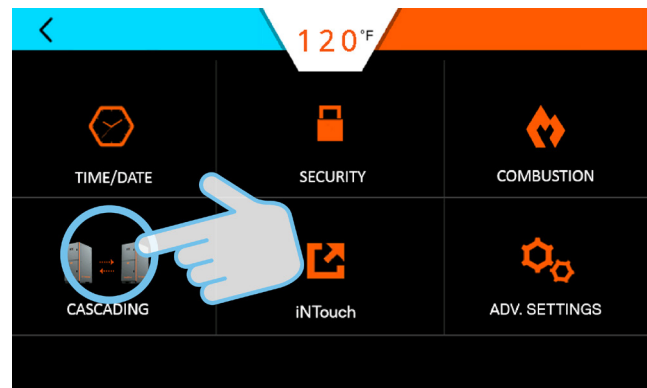 120°F
TIME/DATE
SECURITY
COMBUSTION
CASCADING
iNTouch
ADV. SETTINGS